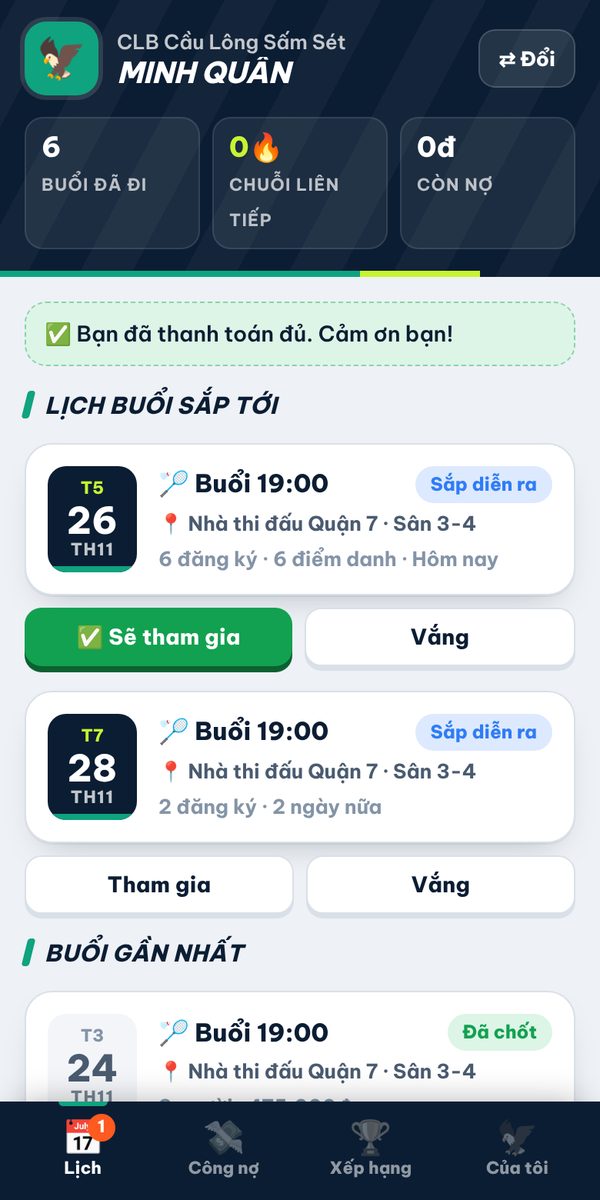 CLB Cầu Lông Sấm Sét
MINH QUÂN
⇄ Đổi
6
BUỔI ĐÃ ĐI
0🔥
CHUỖI LIÊN
TIẾP
0đ
CÒN NỢ
✅ Bạn đã thanh toán đủ. Cảm ơn bạn!
LỊCH BUỔI SẮP TỚI
T5
26
TH11
🏸 Buổi 19:00
Sắp diễn ra
📍 Nhà thi đấu Quận 7 · Sân 3-4
6 đăng ký · 6 điểm danh · Hôm nay
✅ Sẽ tham gia
Vắng
T7
28
TH11
🏸 Buổi 19:00
Sắp diễn ra
📍 Nhà thi đấu Quận 7 · Sân 3-4
2 đăng ký · 2 ngày nữa
Tham gia
Vắng
BUỔI GẦN NHẤT
T3
24
TH11
🏸 Buổi 19:00
Đã chốt
📍 Nhà thi đấu Quận 7 · Sân 3-4
July
17
1
Lịch
Công nợ
Xếp hạng
Của tôi